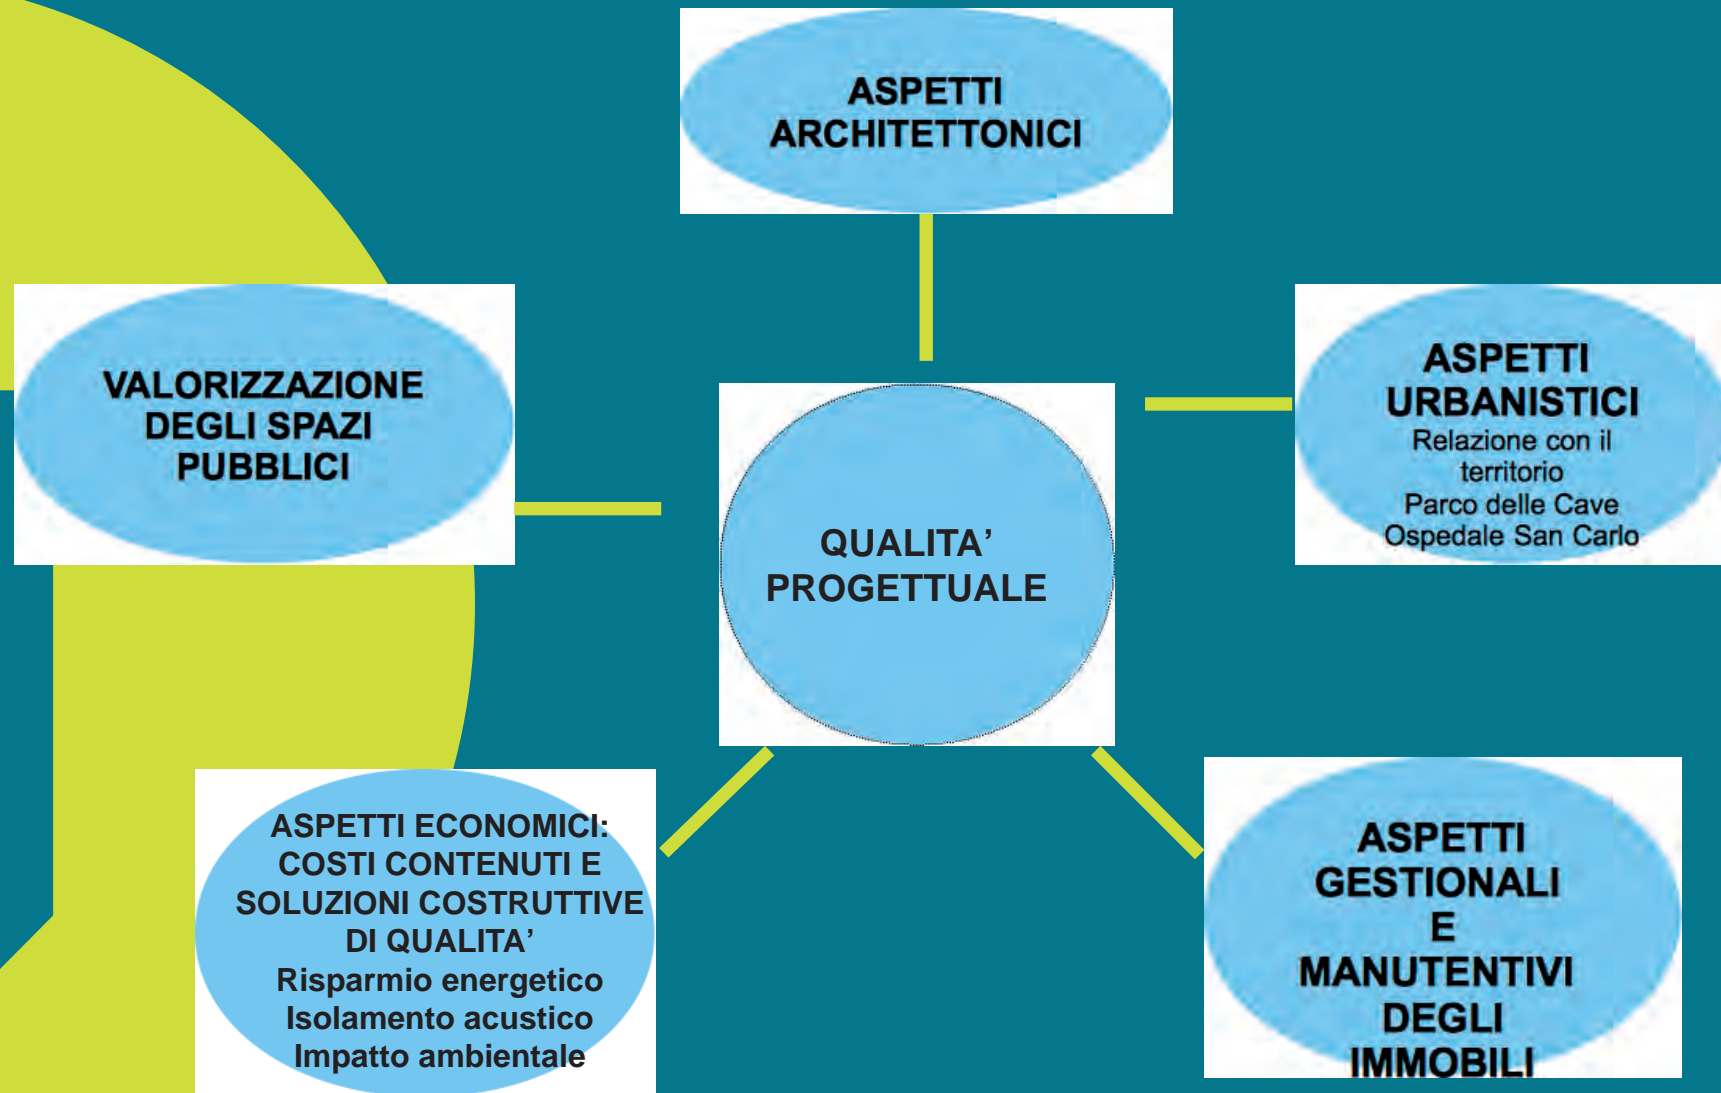 ASPETTI
ARCHITETTONICI
VALORIZZAZIONE
DEGLI SPAZI
PUBBLICI
ASPETTI
URBANISTICI
Relazione con il
territorio
Parco delle Cave
Ospedale San Carlo
QUALITA’
PROGETTUALE
ASPETTI ECONOMICI:
COSTI CONTENUTI E
SOLUZIONI COSTRUTTIVE
DI QUALITA’
Risparmio energetico
Isolamento acustico
Impatto ambientale
ASPETTI
GESTIONALI
E
MANUTENTIVI
DEGLI
IMMOBILI